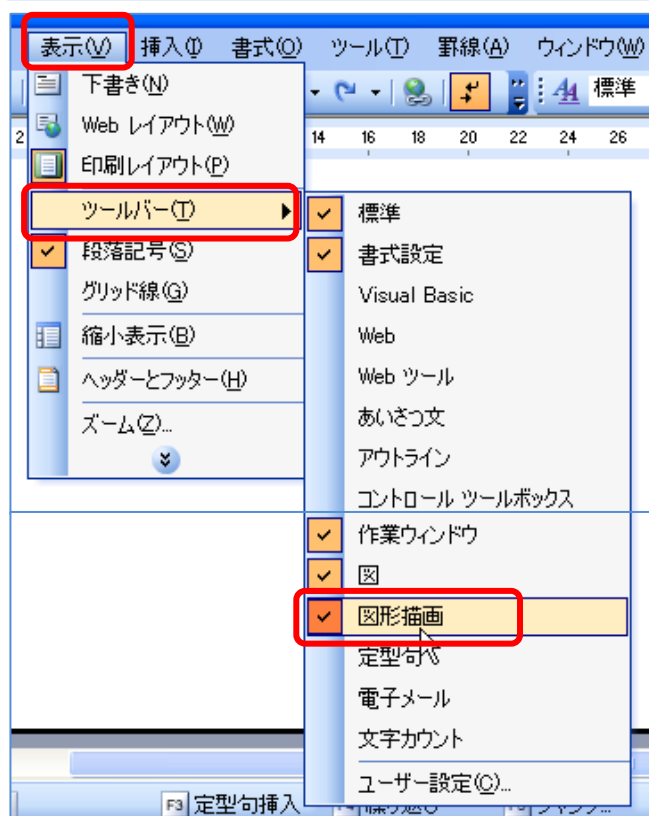 表示(V) 挿入(I) 書式(O) ツール(T) 罫線(A) ウィンドウ(W)
下書き(N)
標準
Web レイアウト(W)
2 14 16 18 20 22 24 26
印刷レイアウト(P)
ツールバー(T)
段落記号(S)
グリッド線(G)
縮小表示(B)
ヘッダーとフッター(H)
ズーム(Z)...
標準
書式設定
Visual Basic
Web
Web ツール
あいさつ文
アウトライン
コントロール ツールボックス
作業ウィンドウ
図
図形描画
定型句
電子メール
文字カウント
ユーザー設定(C)...
F3 定型句挿入